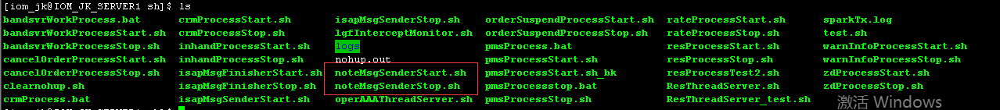 [iom_jk@IOM_JK_SERVER1 sh]$ ls
bandsvrWorkProcess.bat crmProcessStart.sh isapMsgSenderStop.sh orderSuspendProcessStart.sh rateProcessStart.sh sparkTx.log
bandsvrWorkProcessStart.sh crmProcessStop.sh lgfInterceptMonitor.sh orderSuspendProcessStop.sh rateProcessStop.sh test.sh
bandsvrWorkProcessStop.sh inhandProcessStart.sh logs pmsProcess.bat resProcessStart.sh warnInfoProcessStart.sh
cancelOrderProcessStart.sh inhandProcessStop.sh nohup.out pmsProcessStart.sh resProcessStop.sh warnInfoProcessStop.sh
cancelOrderProcessStop.sh isapMsgFinisherStart.sh noteMsgSenderStart.sh pmsProcessStart.sh_bk resProcessTest2.sh zdProcessStart.sh
clearnohup.sh isapMsgFinisherStop.sh noteMsgSenderStop.sh pmsProcessstop.bat ResThreadServer.sh zdProcessStop.sh
crmProcess.bat isapMsgSenderStart.sh operAAAThreadServer.sh pmsProcessStop.sh ResThreadServer_test.sh
激活 Windows